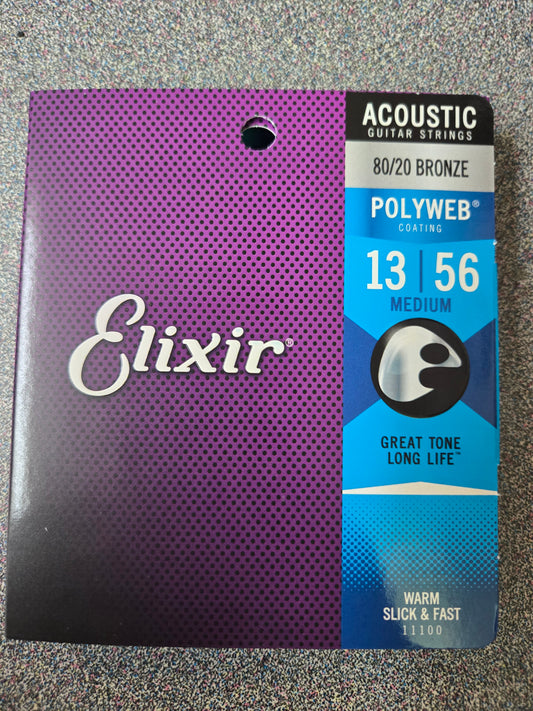 Elixir®
ACOUSTIC
GUITAR STRINGS
80/20 BRONZE
POLYWEB®
COATING
13 | 56
MEDIUM
GREAT TONE
LONG LIFE™
WARM
SLICK & FAST
11100